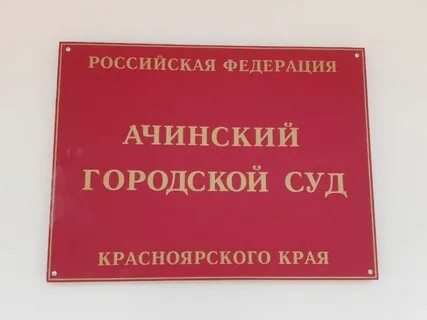 РОССИЙСКАЯ ФЕДЕРАЦИЯ
АЧИНСКИЙ
ГОРОДСКОЙ СУД
КРАСНОЯРСКОГО КРАЯ